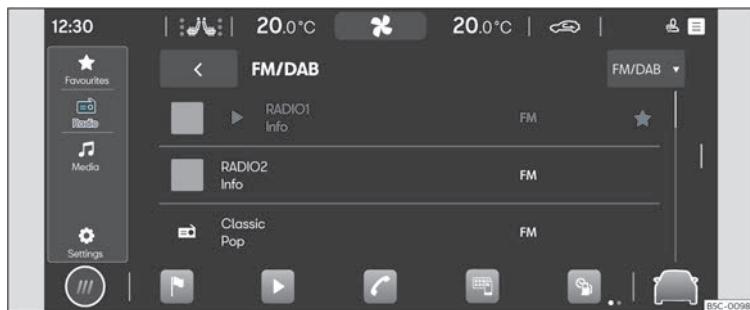 12:30
20.0°C
20.0°C
Favourites
FM/DAB
FM/DAB
Radio
RADIO1
Info
FM
Media
RADIO2
Info
FM
Classic
Pop
FM
Settings
BSC-0098